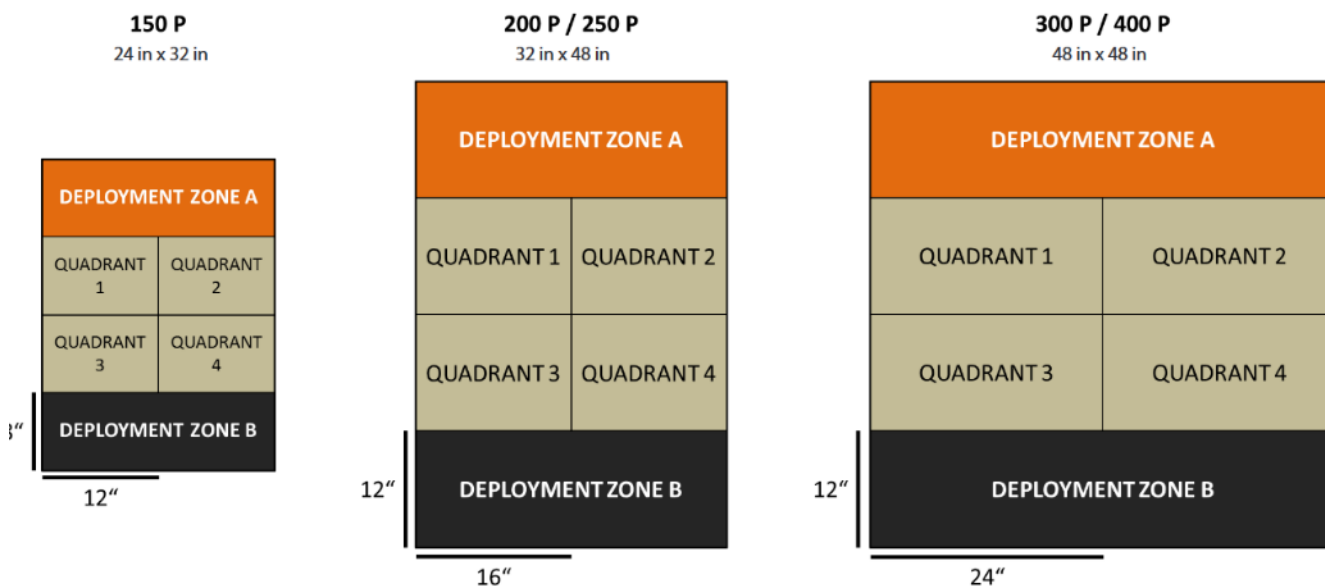 150 P
24 in x 32 in
DEPLOYMENT ZONE A
QUADRANT
1
QUADRANT
2
QUADRANT
3
QUADRANT
4
DEPLOYMENT ZONE B
12“
200 P / 250 P
32 in x 48 in
DEPLOYMENT ZONE A
QUADRANT 1
QUADRANT 2
QUADRANT 3
QUADRANT 4
DEPLOYMENT ZONE B
12“
16“
300 P / 400 P
48 in x 48 in
DEPLOYMENT ZONE A
QUADRANT 1
QUADRANT 2
QUADRANT 3
QUADRANT 4
DEPLOYMENT ZONE B
12“
24“